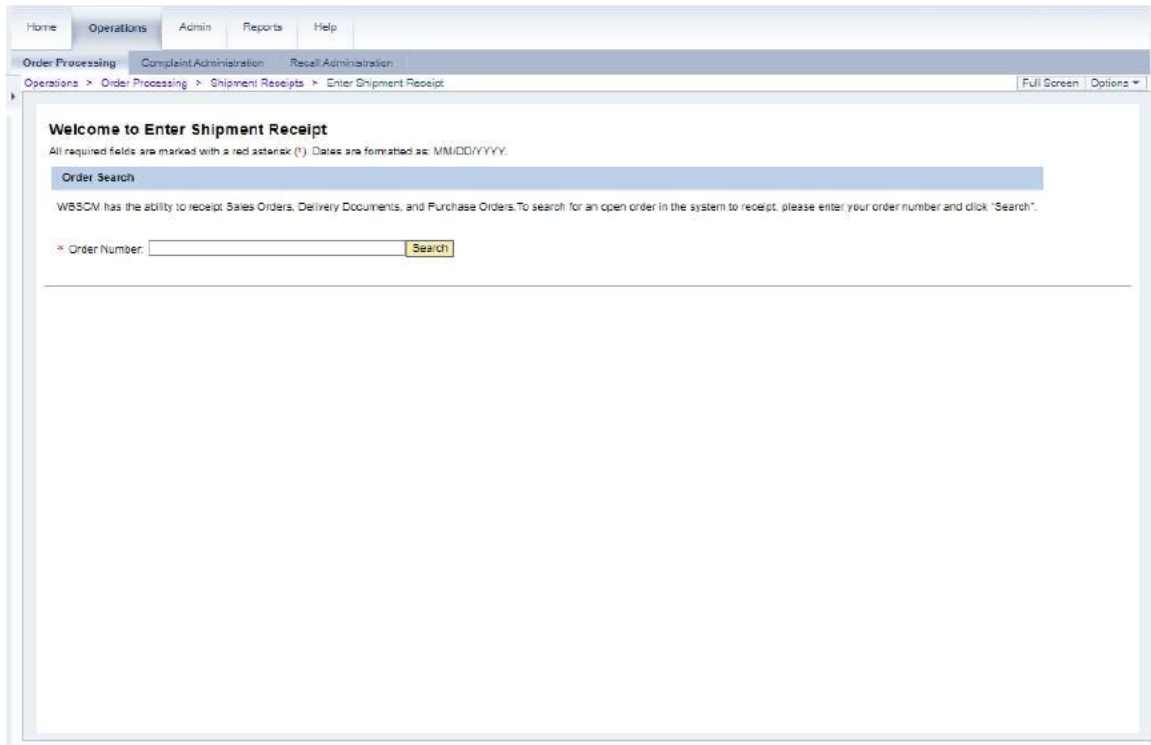 Home Operations Admin Reports Help
Order Processing Complaint Administration Recall Administration
Operations > Order Processing > Shipment Receipts > Enter Shipment Receipt Full Screen Options
Welcome to Enter Shipment Receipt
All required fields are marked with a red asterisk (*). Dates are formatted as: MM/DD/YYYY.
Order Search
WBSCM has the ability to receipt Sales Orders, Delivery Documents, and Purchase Orders.To search for an open order in the system to receipt, please enter your order number and click "Search".
* Order Number: Search